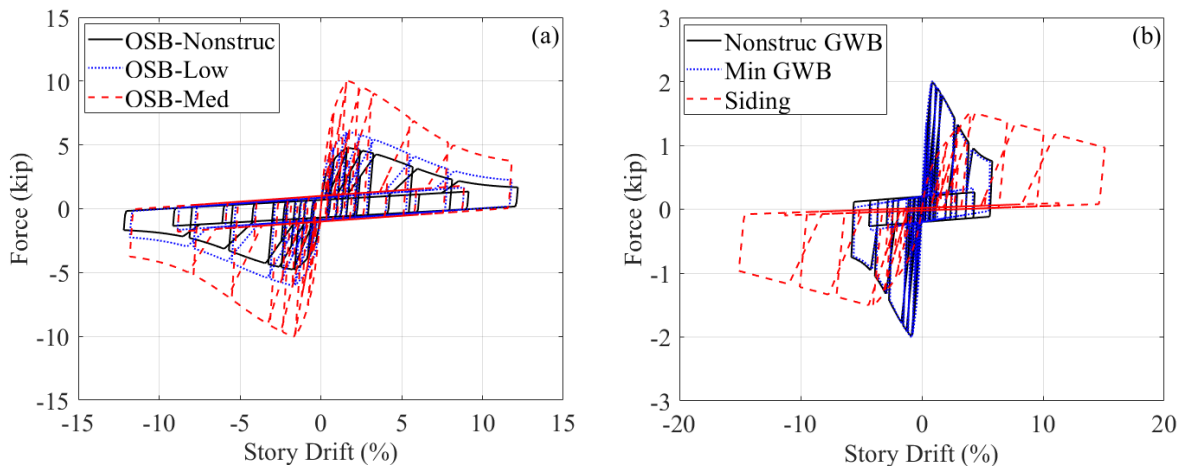 15
10
5
0
-5
-10
-15
-15
-10
-5
0
5
10
15
Force (kip)
Story Drift (%)
OSB-Nonstruc
OSB-Low
OSB-Med
(a)
3
2
1
0
-1
-2
-3
-20
-10
0
10
20
Force (kip)
Story Drift (%)
Nonstruc GWB
Min GWB
Siding
(b)